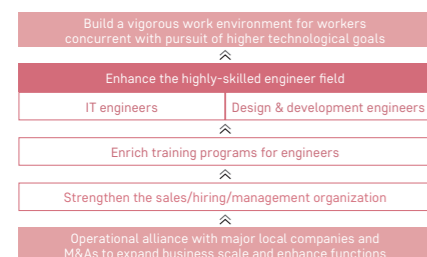 Build a vigorous work environment for workers
concurrent with pursuit of higher technological goals
Enhance the highly-skilled engineer field
IT engineers
Design & development engineers
Enrich training programs for engineers
Strengthen the sales/hiring/management organization
Operational alliance with major local companies and
M&As to expand business scale and enhance functions